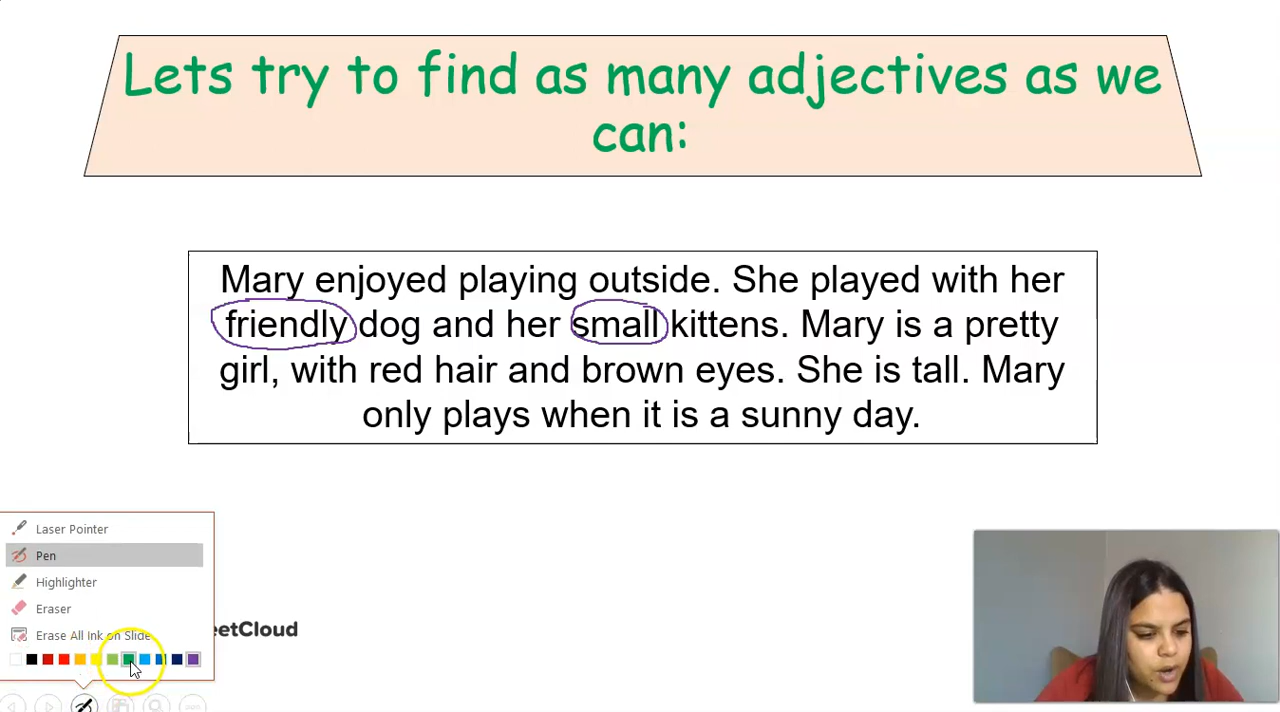 Lets try to find as many adjectives as we
can:
Mary enjoyed playing outside. She played with her
friendly dog and her small kittens. Mary is a pretty
girl, with red hair and brown eyes. She is tall. Mary
only plays when it is a sunny day.
Laser Pointer
Pen
Highlighter
Eraser
Erase All Ink on Slide
eetCloud